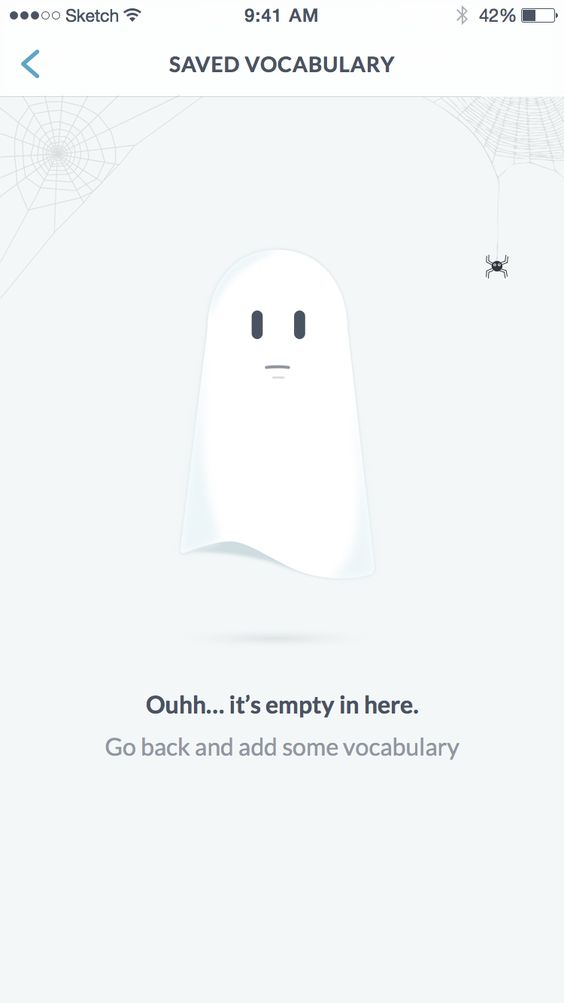 Sketch 9:41 AM 42%
SAVED VOCABULARY
Ouhh... it's empty in here.
Go back and add some vocabulary